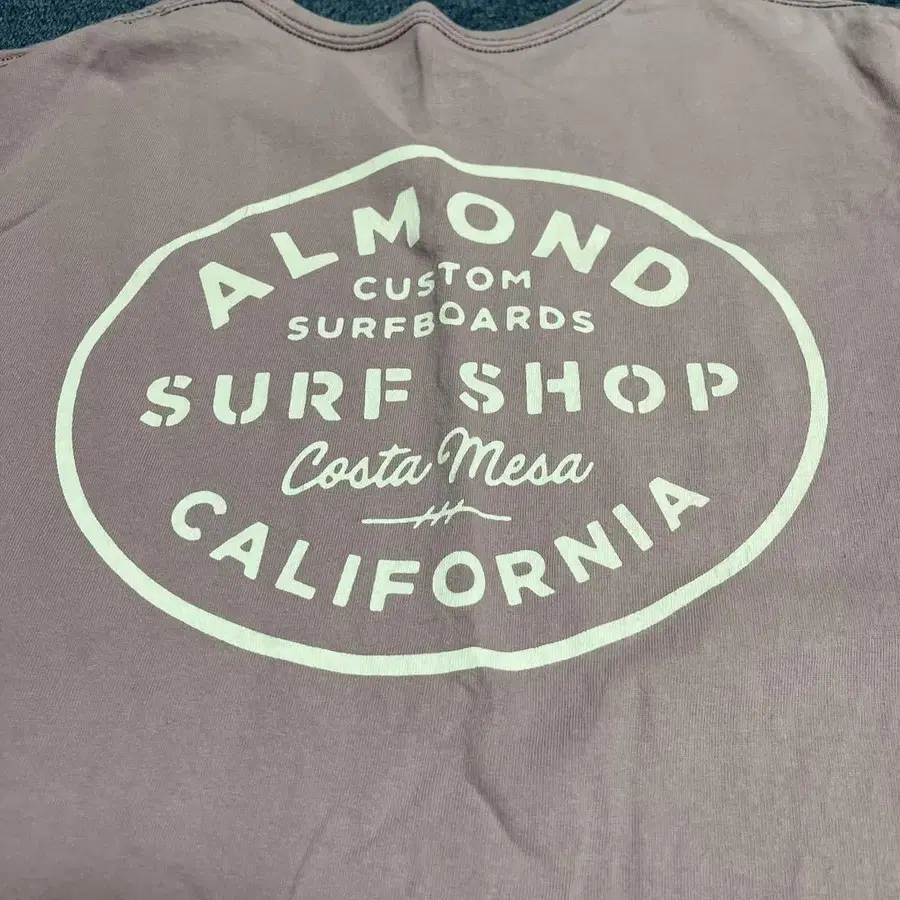 ALMOND
CUSTOM
SURFBOARDS
SURF SHOP
Costa Mesa
CALIFORNIA